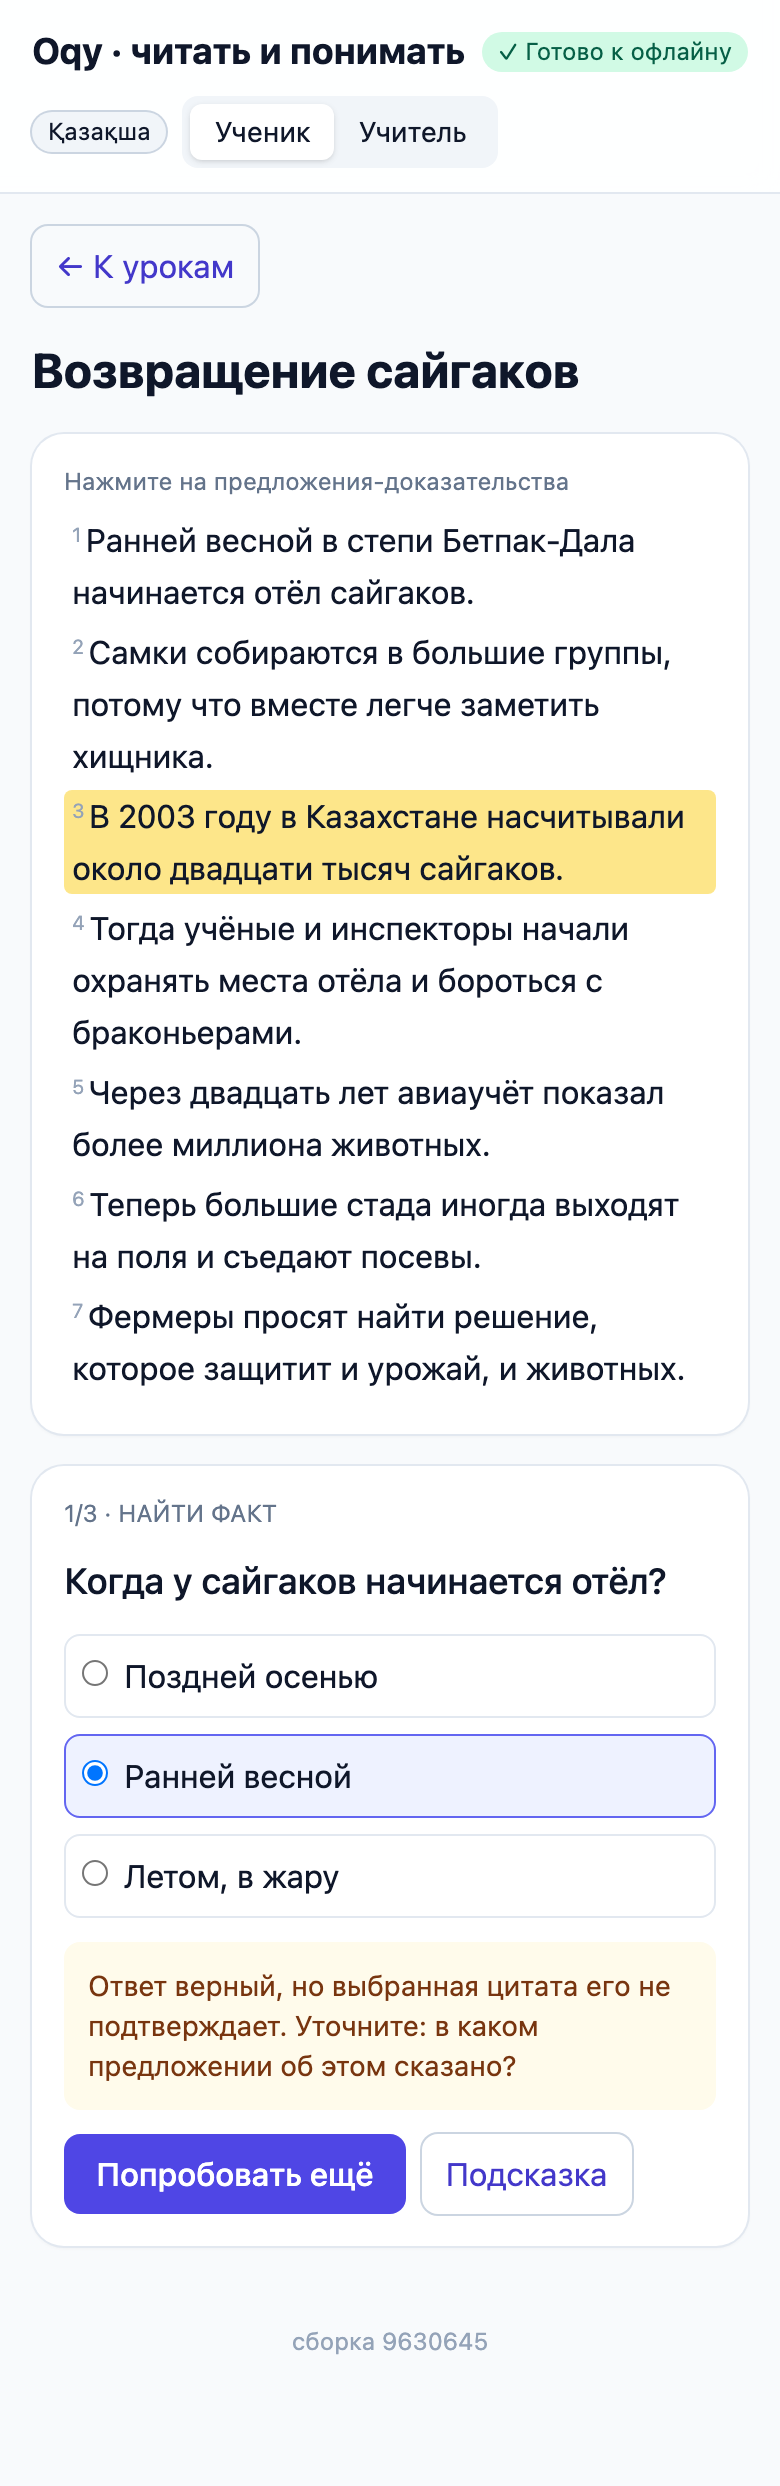 Oqy · читать и понимать
✓ Готово к офлайну
Қазақша
Ученик
Учитель
← К урокам
Возвращение сайгаков
Нажмите на предложения-доказательства
1 Ранней весной в степи Бетпак-Дала
начинается отёл сайгаков.
2 Самки собираются в большие группы,
потому что вместе легче заметить
хищника.
3 В 2003 году в Казахстане насчитывали
около двадцати тысяч сайгаков.
4 Тогда учёные и инспекторы начали
охранять места отёла и бороться с
браконьерами.
5 Через двадцать лет авиаучёт показал
более миллиона животных.
6 Теперь большие стада иногда выходят
на поля и съедают посевы.
7 Фермеры просят найти решение,
которое защитит и урожай, и животных.
1/3 · НАЙТИ ФАКТ
Когда у сайгаков начинается отёл?
Поздней осенью
Ранней весной
Летом, в жару
Ответ верный, но выбранная цитата его не
подтверждает. Уточните: в каком
предложении об этом сказано?
Попробовать ещё
Подсказка
сборка 9630645